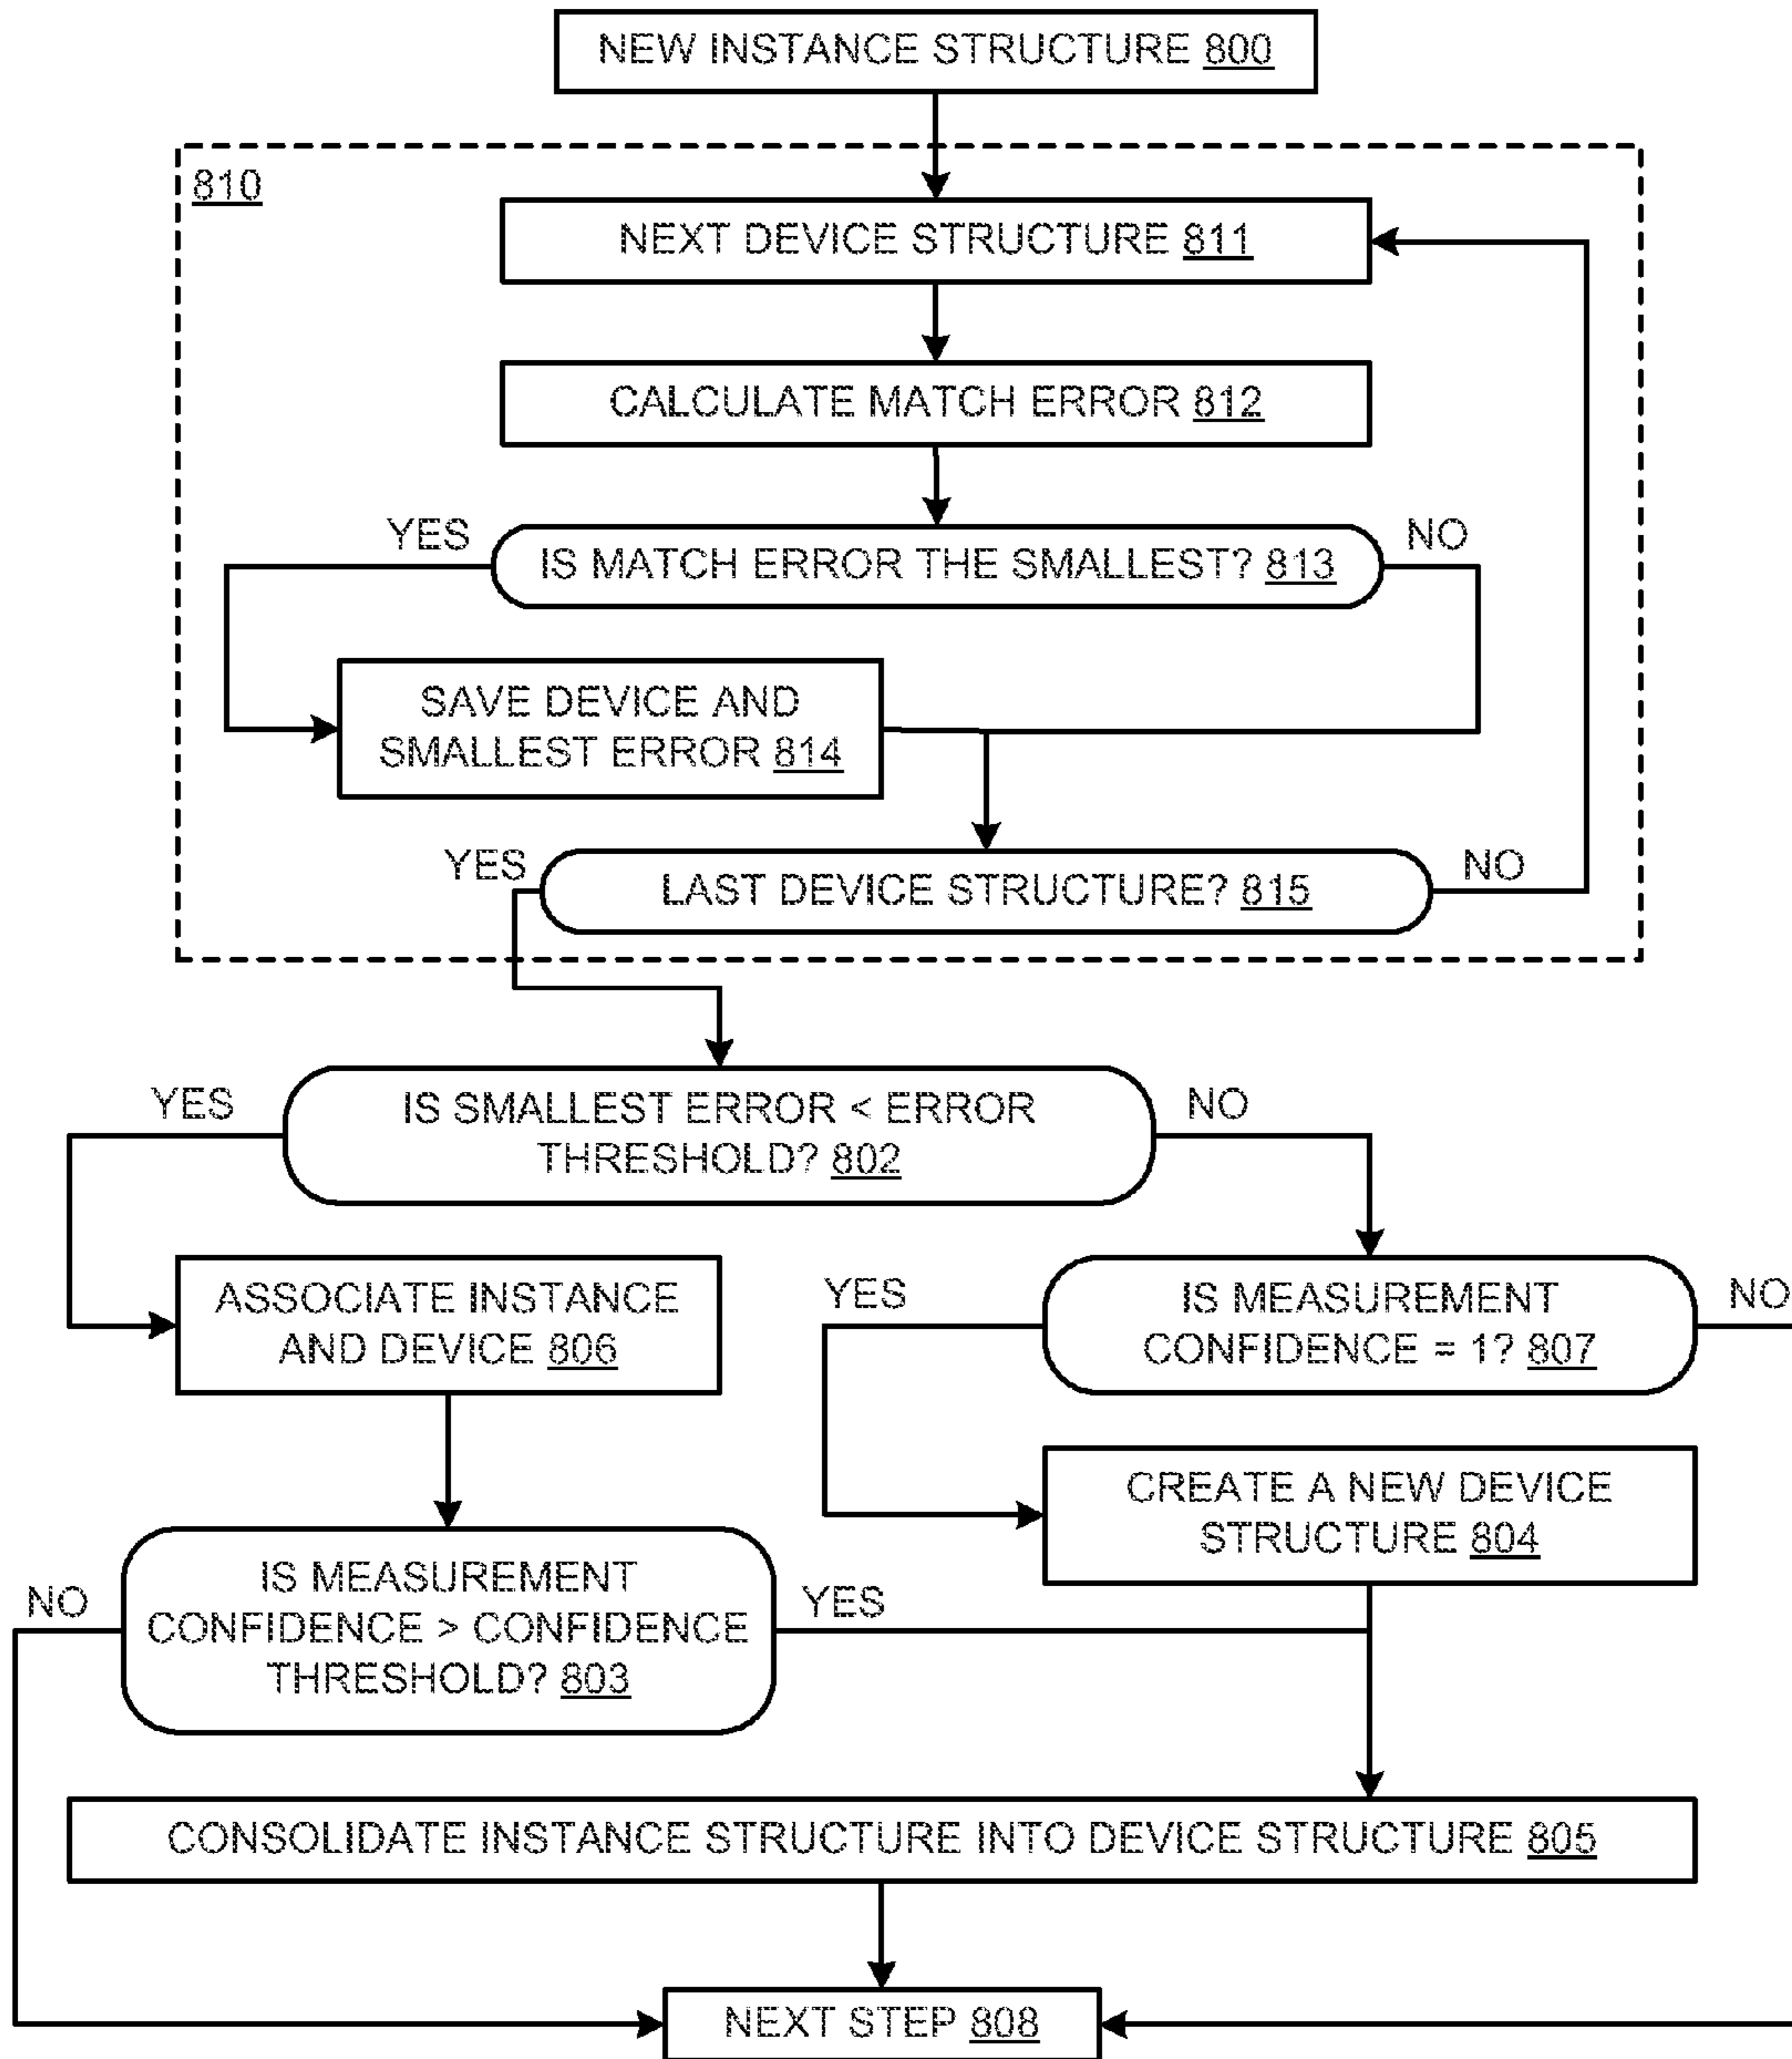 NEW INSTANCE STRUCTURE 800
810
NEXT DEVICE STRUCTURE 811
CALCULATE MATCH ERROR 812
YES
NO
IS MATCH ERROR THE SMALLEST? 813
SAVE DEVICE AND
SMALLEST ERROR 814
YES
NO
LAST DEVICE STRUCTURE? 815
YES
NO
IS SMALLEST ERROR < ERROR
THRESHOLD? 802
ASSOCIATE INSTANCE
AND DEVICE 806
YES
NO
IS MEASUREMENT
CONFIDENCE = 1? 807
CREATE A NEW DEVICE
STRUCTURE 804
NO
YES
IS MEASUREMENT
CONFIDENCE > CONFIDENCE
THRESHOLD? 803
CONSOLIDATE INSTANCE STRUCTURE INTO DEVICE STRUCTURE 805
NEXT STEP 808